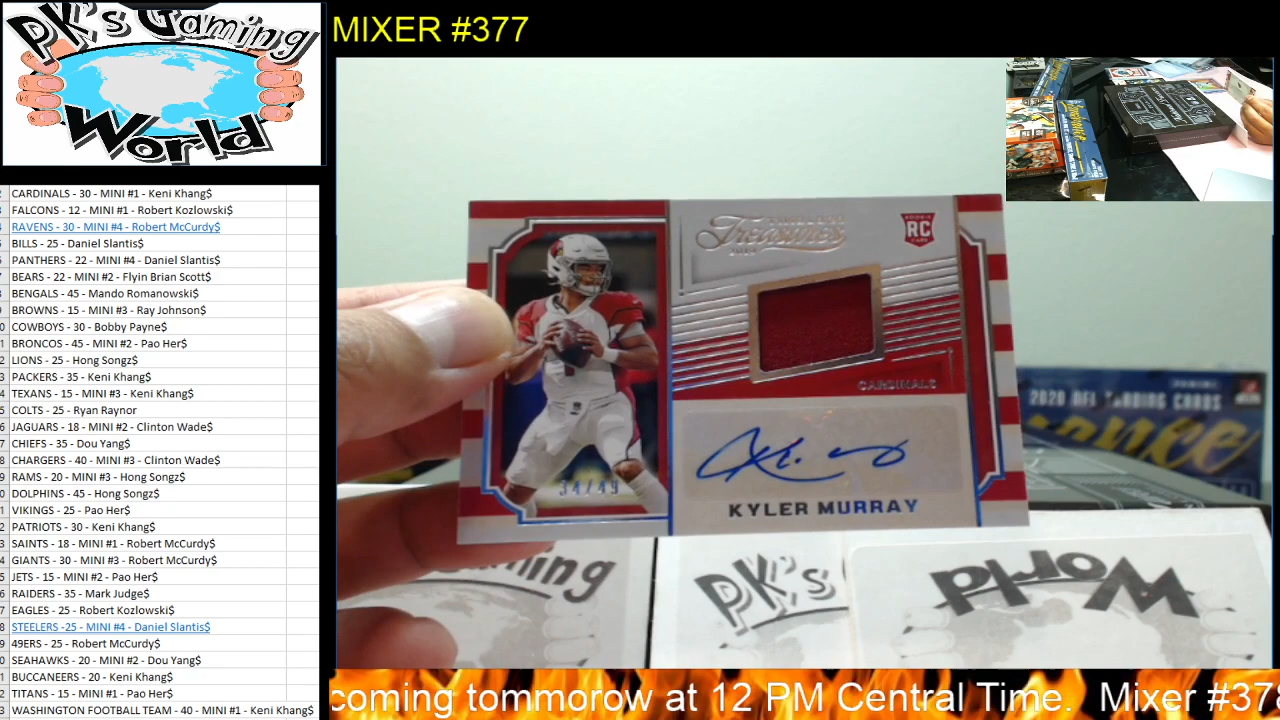 PK's Gaming
World
MIXER #377
CARDINALS - 30 - MINI #1 - Keni Khang$
FALCONS - 12 - MINI #1 - Robert Kozlowski$
RAVENS - 30 - MINI #4 - Robert McCurdy$
BILLS - 25 - Daniel Slantis$
PANTHERS - 22 - MINI #4 - Daniel Slantis$
BEARS - 22 - MINI #2 - Flyin Brian Scott$
BENGALS - 45 - Mando Romanowski$
BROWNS - 15 - MINI #3 - Ray Johnson$
COWBOYS - 30 - Bobby Payne$
BRONCOS - 45 - MINI #2 - Pao Her$
LIONS - 25 - Hong Songz$
PACKERS - 35 - Keni Khang$
TEXANS - 15 - MINI #3 - Keni Khang$
COLTS - 25 - Ryan Raynor
JAGUARS - 18 - MINI #2 - Clinton Wade$
CHIEFS - 35 - Dou Yang$
CHARGERS - 40 - MINI #3 - Clinton Wade$
RAMS - 20 - MINI #3 - Hong Songz$
DOLPHINS - 45 - Hong Songz$
VIKINGS - 25 - Pao Her$
PATRIOTS - 30 - Keni Khang$
SAINTS - 18 - MINI #1 - Robert McCurdy$
GIANTS - 30 - MINI #3 - Robert McCurdy$
JETS - 15 - MINI #2 - Pao Her$
RAIDERS - 35 - Mark Judge$
EAGLES - 25 - Robert Kozlowski$
STEELERS -25 - MINI #4 - Daniel Slantis$
49ERS - 25 - Robert McCurdy$
SEAHAWKS - 20 - MINI #2 - Dou Yang$
BUCCANEERS - 20 - Keni Khang$
TITANS - 15 - MINI #1 - Pao Her$
WASHINGTON FOOTBALL TEAM - 40 - MINI #1 - Keni Khang$
Treasures
RC
CARDINALS
34/49
KYLER MURRAY
PANINI
2020 NFL TRADING CARDS
Gaming
PK's
World
coming tommorow at 12 PM Central Time. Mixer #37